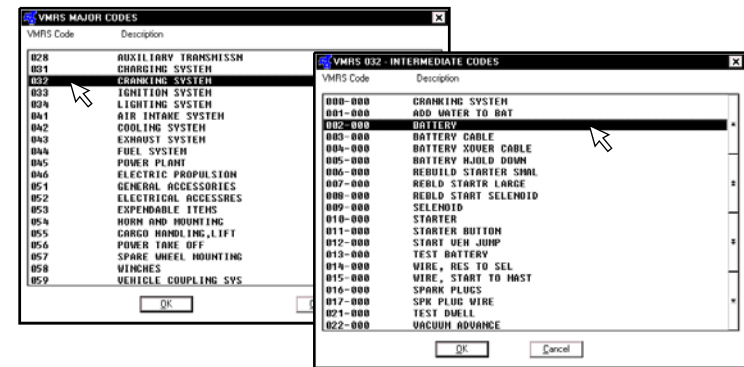 VMRS MAJOR CODES
VMRS Code Description
028 AUXILIARY TRANSMISSN
031 CHARGING SYSTEM
032 CRANKING SYSTEM
033 IGNITION SYSTEM
034 LIGHTING SYSTEM
041 AIR INTAKE SYSTEM
042 COOLING SYSTEM
043 EXHAUST SYSTEM
044 FUEL SYSTEM
045 POWER PLANT
046 ELECTRIC PROPULSION
051 GENERAL ACCESSORIES
052 ELECTRICAL ACCESSRES
053 EXPENDABLE ITEMS
054 HORN AND MOUNTING
055 CARGO HANDLING,LIFT
056 POWER TAKE OFF
057 SPARE WHEEL MOUNTING
058 WINCHES
059 VEHICLE COUPLING SYS
OK
VMRS 032 - INTERMEDIATE CODES
VMRS Code Description
000-000 CRANKING SYSTEM
001-000 ADD WATER TO BAT
002-000 BATTERY
003-000 BATTERY CABLE
004-000 BATTERY XOVER CABLE
005-000 BATTERY HJOLD DOWN
006-000 REBUILD STARTER SMAL
007-000 REBLD STARTR LARGE
008-000 REBLD START SELENOID
009-000 SELENOID
010-000 STARTER
011-000 STARTER BUTTON
012-000 START VEH JUMP
013-000 TEST BATTERY
014-000 WIRE, RES TO SEL
015-000 WIRE, START TO MAST
016-000 SPARK PLUGS
017-000 SPK PLUG WIRE
021-000 TEST DWELL
022-000 VACUUM ADVANCE
OK Cancel